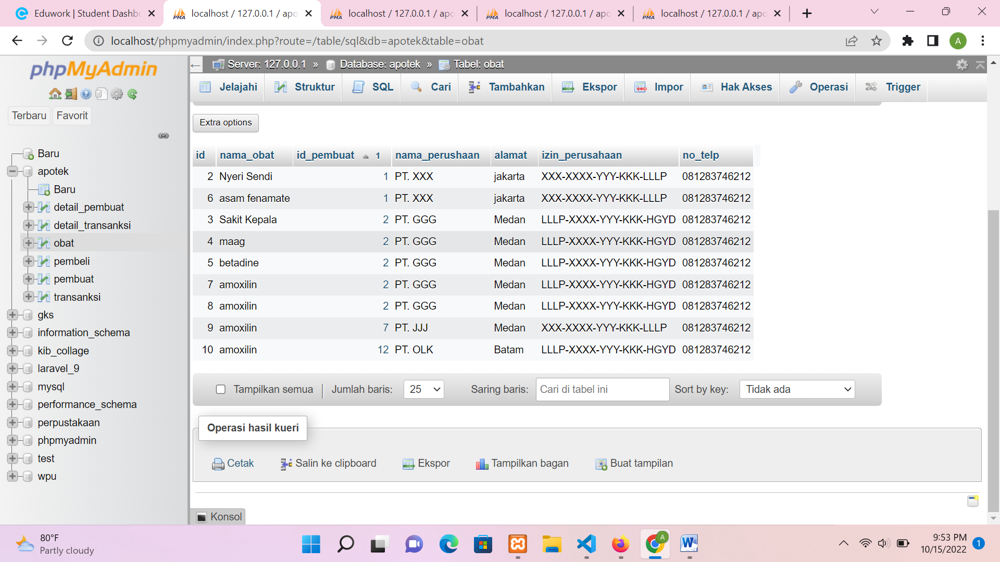 Eduwork | Student Dashbo
localhost / 127.0.0.1 / apo
localhost / 127.0.0.1 / apo
localhost / 127.0.0.1 / apo
localhost / 127.0.0.1 / apo
localhost/phpmyadmin/index.php?route=/table/sql&db=apotek&table=obat
A
phpMyAdmin
Terbaru Favorit
Baru
apotek
Baru
detail_pembuat
detail_transanksi
obat
pembeli
pembuat
transanksi
gks
information_schema
kib_collage
laravel_9
mysql
performance_schema
perpustakaan
phpmyadmin
test
wpu
Server: 127.0.0.1 » Database: apotek » Tabel: obat
Jelajahi Struktur SQL Cari Tambahkan Ekspor Impor Hak Akses Operasi Trigger
Extra options
id nama_obat id_pembuat 1 nama_perushaan alamat izin_perusahaan no_telp
2 Nyeri Sendi 1 PT. XXX jakarta XXX-XXXX-YYY-KKK-LLLP 081283746212
6 asam fenamate 1 PT. XXX jakarta XXX-XXXX-YYY-KKK-LLLP 081283746212
3 Sakit Kepala 2 PT. GGG Medan LLLP-XXXX-YYY-KKK-HGYD 081283746212
4 maag 2 PT. GGG Medan LLLP-XXXX-YYY-KKK-HGYD 081283746212
5 betadine 2 PT. GGG Medan LLLP-XXXX-YYY-KKK-HGYD 081283746212
7 amoxilin 2 PT. GGG Medan LLLP-XXXX-YYY-KKK-HGYD 081283746212
8 amoxilin 2 PT. GGG Medan LLLP-XXXX-YYY-KKK-HGYD 081283746212
9 amoxilin 7 PT. JJJ Medan XXX-XXXX-YYY-KKK-LLLP 081283746212
10 amoxilin 12 PT. OLK Batam LLLP-XXXX-YYY-KKK-HGYD 081283746212
Tampilkan semua | Jumlah baris: 25 Saring baris: Cari di tabel ini Sort by key: Tidak ada
Operasi hasil kueri
Cetak Salin ke clipboard Ekspor Tampilkan bagan Buat tampilan
Konsol
80°F
Partly cloudy
9:53 PM
10/15/2022
1